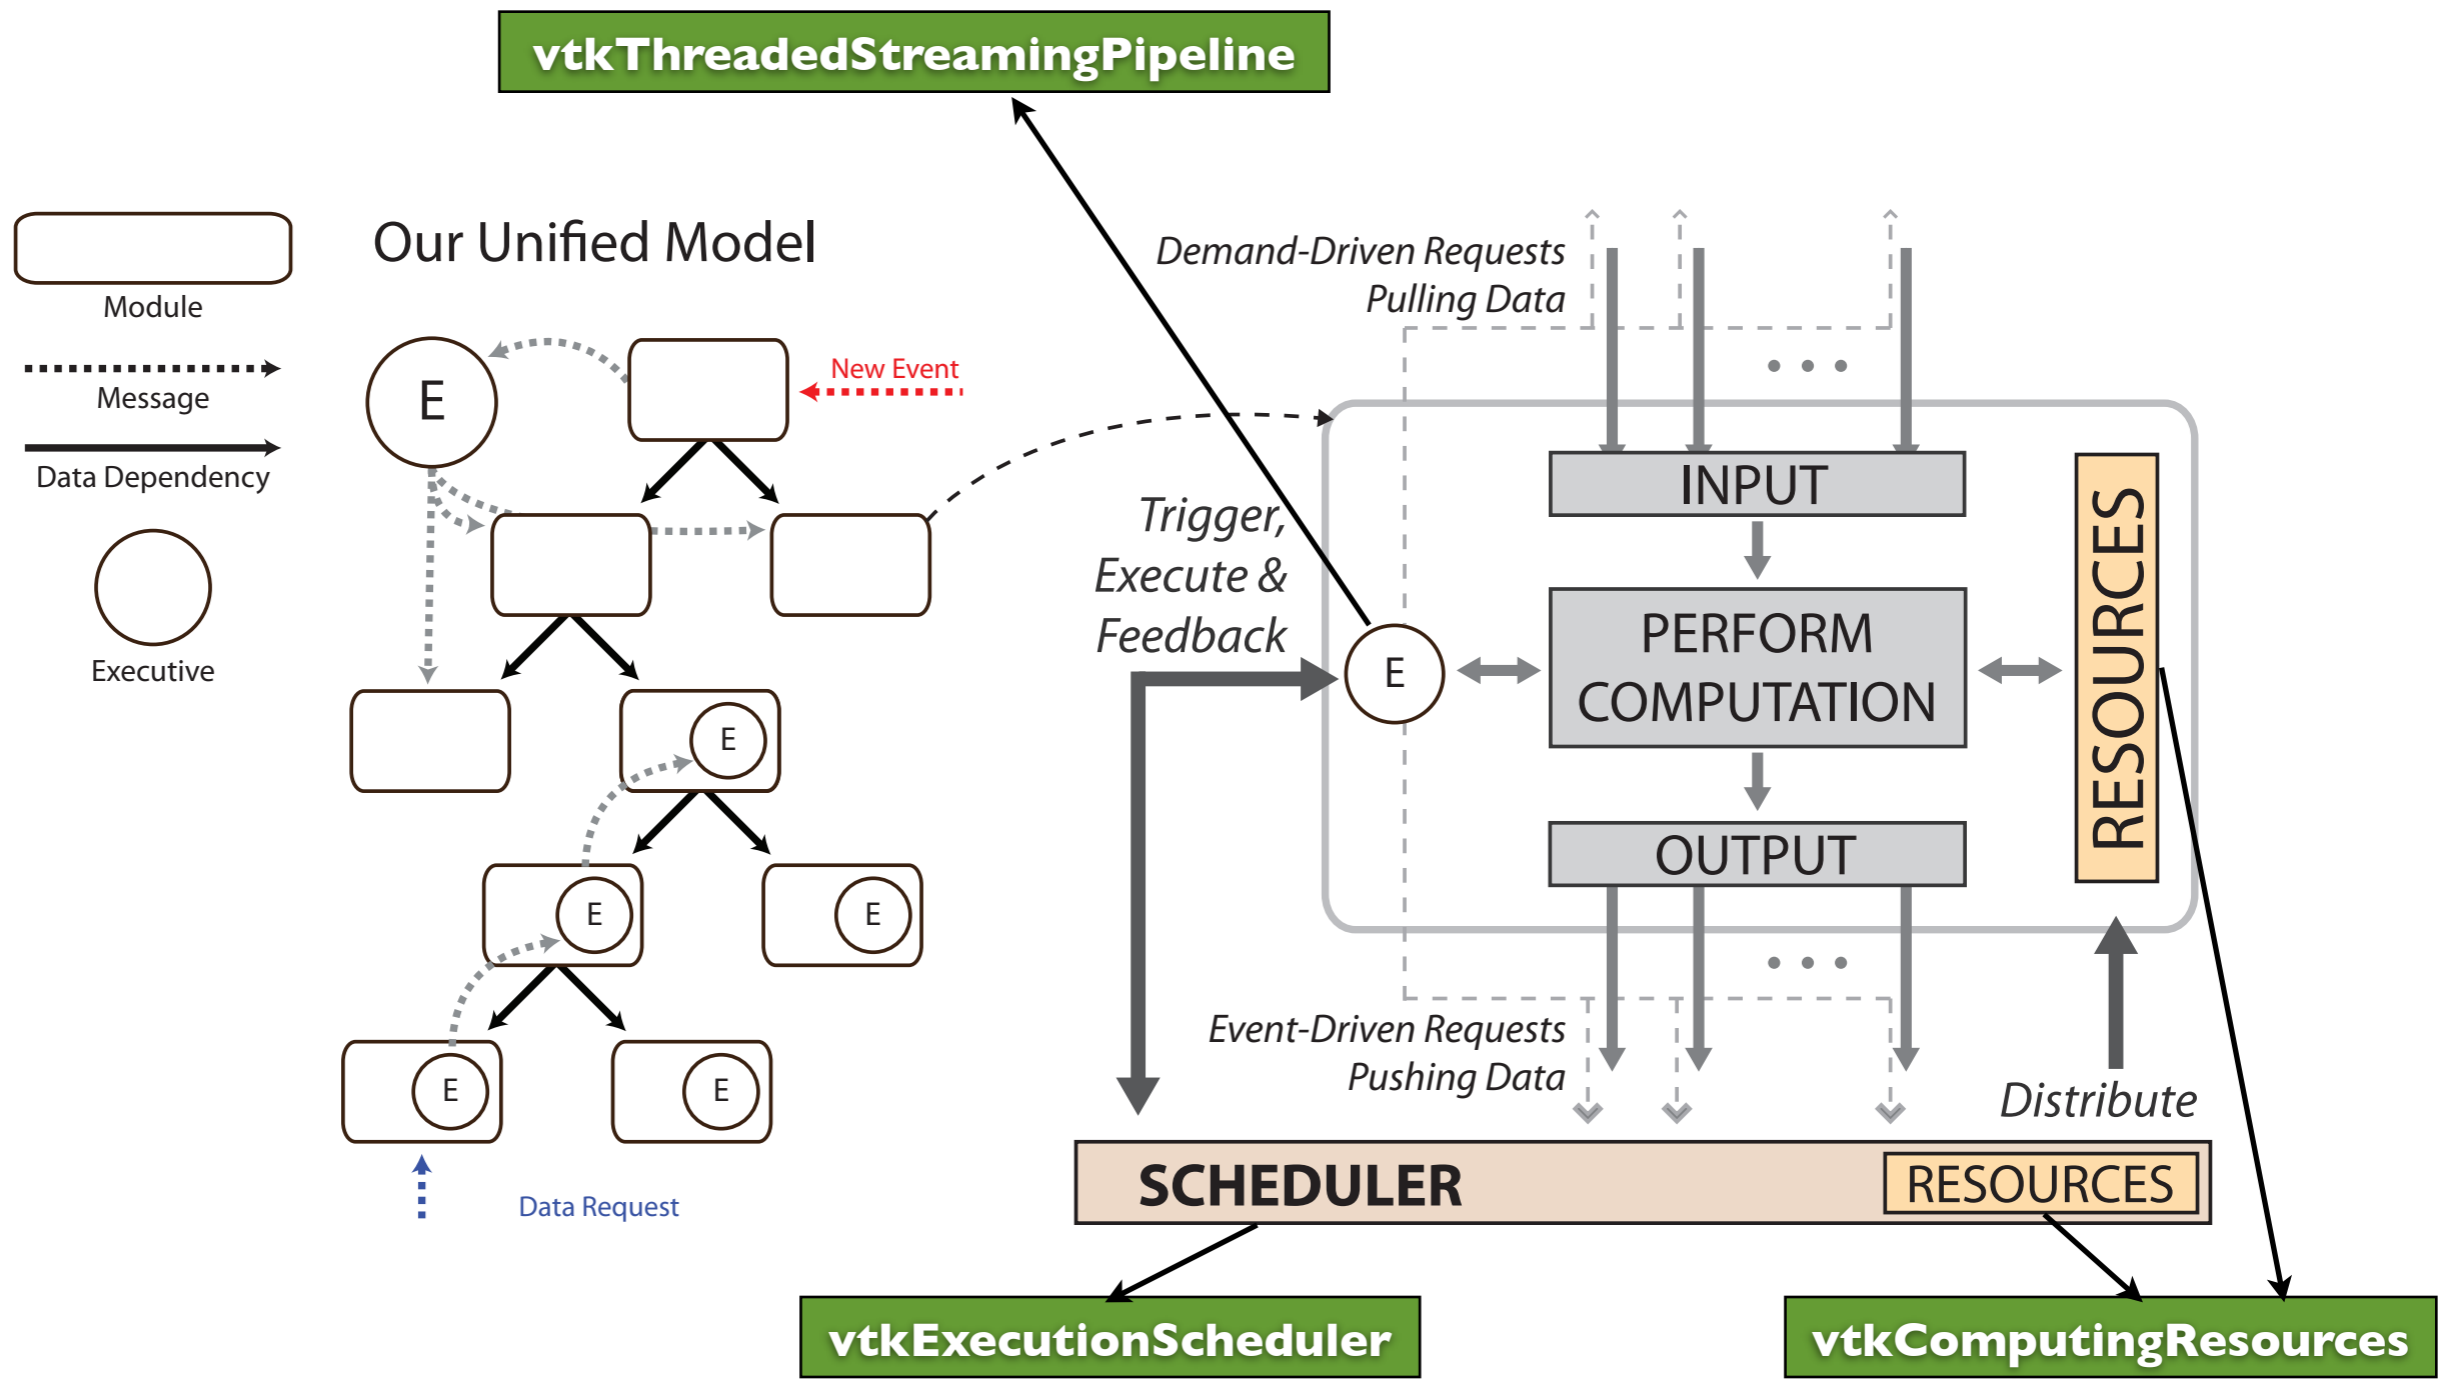 vtkThreadedStreamingPipeline
Our Unified Model
Module
Message
Data Dependency
Executive
E
New Event
E
E
E
E
E
Data Request
Demand-Driven Requests
Pulling Data
Trigger,
Execute &
Feedback
E
INPUT
PERFORM
COMPUTATION
OUTPUT
RESOURCES
Event-Driven Requests
Pushing Data
Distribute
SCHEDULER
RESOURCES
vtkExecutionScheduler
vtkComputingResources